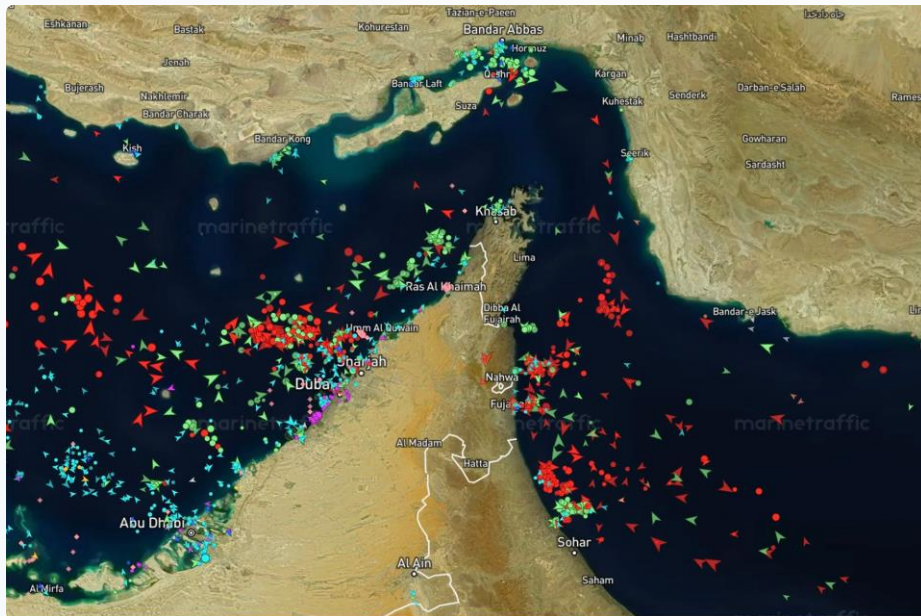 Eshkanan
Bastak
Kohurestan
Tazian-e-Paeen
Bandar Abbas
Hormuz
Minab
Hashtbandi
Jenah
Bujerash
Nakhlemir
Bandar Charak
Bandar Laft
Qeshm
Suza
Kargan
Kuhestak
Senderk
Darban-e-Salah
Rames
Kish
Bandar Kong
Seerik
Gowharan
Sardasht
marinetraffic
marinetraffic
marinetraffic
Khasab
Lima
Ras Al Khaimah
Dibba Al
Fujairah
Bandar-e Jask
Umm Al Quwain
Sharjah
Dubai
Nahwa
Fuja
marinetraffic
marinetraffic
marinetraffic
Al Madam
Hatta
Abu Dhabi
Sohar
Al Ain
Saham
Al Mirfa